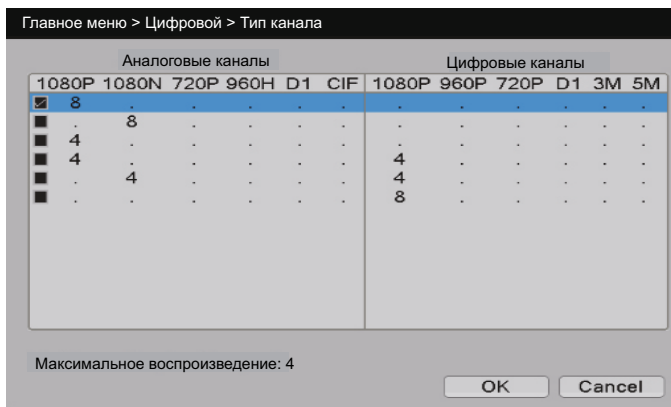 Главное меню > Цифровой > Тип канала
Аналоговые каналы Цифровые каналы
1080P 1080N 720P 960H D1 CIF 1080P 960P 720P D1 3M 5M
8 . . . . . . . . . . .
. 8 . . . . . . . . . .
4 . . . . . . . . . . .
4 . . . . . 4 . . . . .
. 4 . . . . 4 . . . . .
. . . . . . 8 . . . . .
Максимальное воспроизведение: 4
OK Cancel